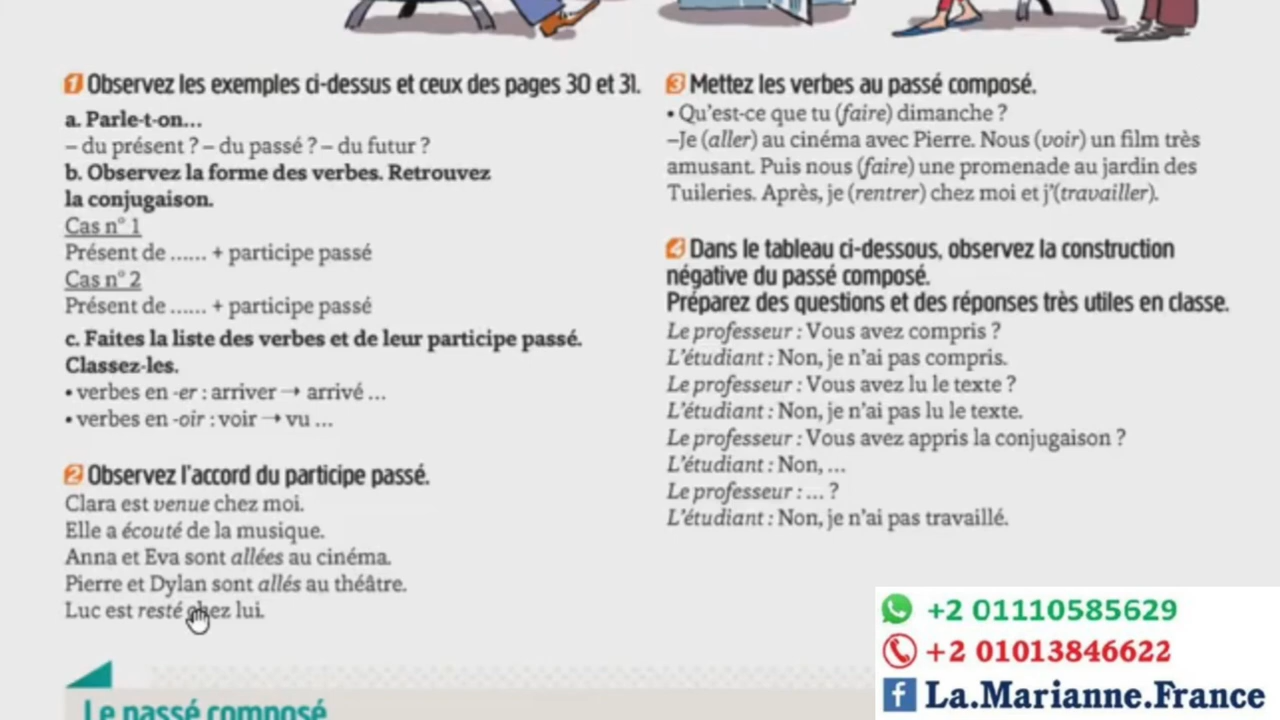 1 Observez les exemples ci-dessus et ceux des pages 30 et 31.
a. Parle-t-on...
– du présent ? – du passé ? – du futur ?
b. Observez la forme des verbes. Retrouvez
la conjugaison.
Cas n° 1
Présent de ...... + participe passé
Cas n° 2
Présent de ...... + participe passé
c. Faites la liste des verbes et de leur participe passé.
Classez-les.
• verbes en -er : arriver → arrivé ...
• verbes en -oir : voir → vu ...
2 Observez l'accord du participe passé.
Clara est venue chez moi.
Elle a écouté de la musique.
Anna et Eva sont allées au cinéma.
Pierre et Dylan sont allés au théâtre.
Luc est resté chez lui.
3 Mettez les verbes au passé composé.
• Qu'est-ce que tu (faire) dimanche ?
–Je (aller) au cinéma avec Pierre. Nous (voir) un film très
amusant. Puis nous (faire) une promenade au jardin des
Tuileries. Après, je (rentrer) chez moi et j'(travailler).
4 Dans le tableau ci-dessous, observez la construction
négative du passé composé.
Préparez des questions et des réponses très utiles en classe.
Le professeur : Vous avez compris ?
L'étudiant : Non, je n'ai pas compris.
Le professeur : Vous avez lu le texte ?
L'étudiant : Non, je n'ai pas lu le texte.
Le professeur : Vous avez appris la conjugaison ?
L'étudiant : Non, ...
Le professeur : ... ?
L'étudiant : Non, je n'ai pas travaillé.
Le passé composé
+2 01110585629
+2 01013846622
f La.Marianne.France